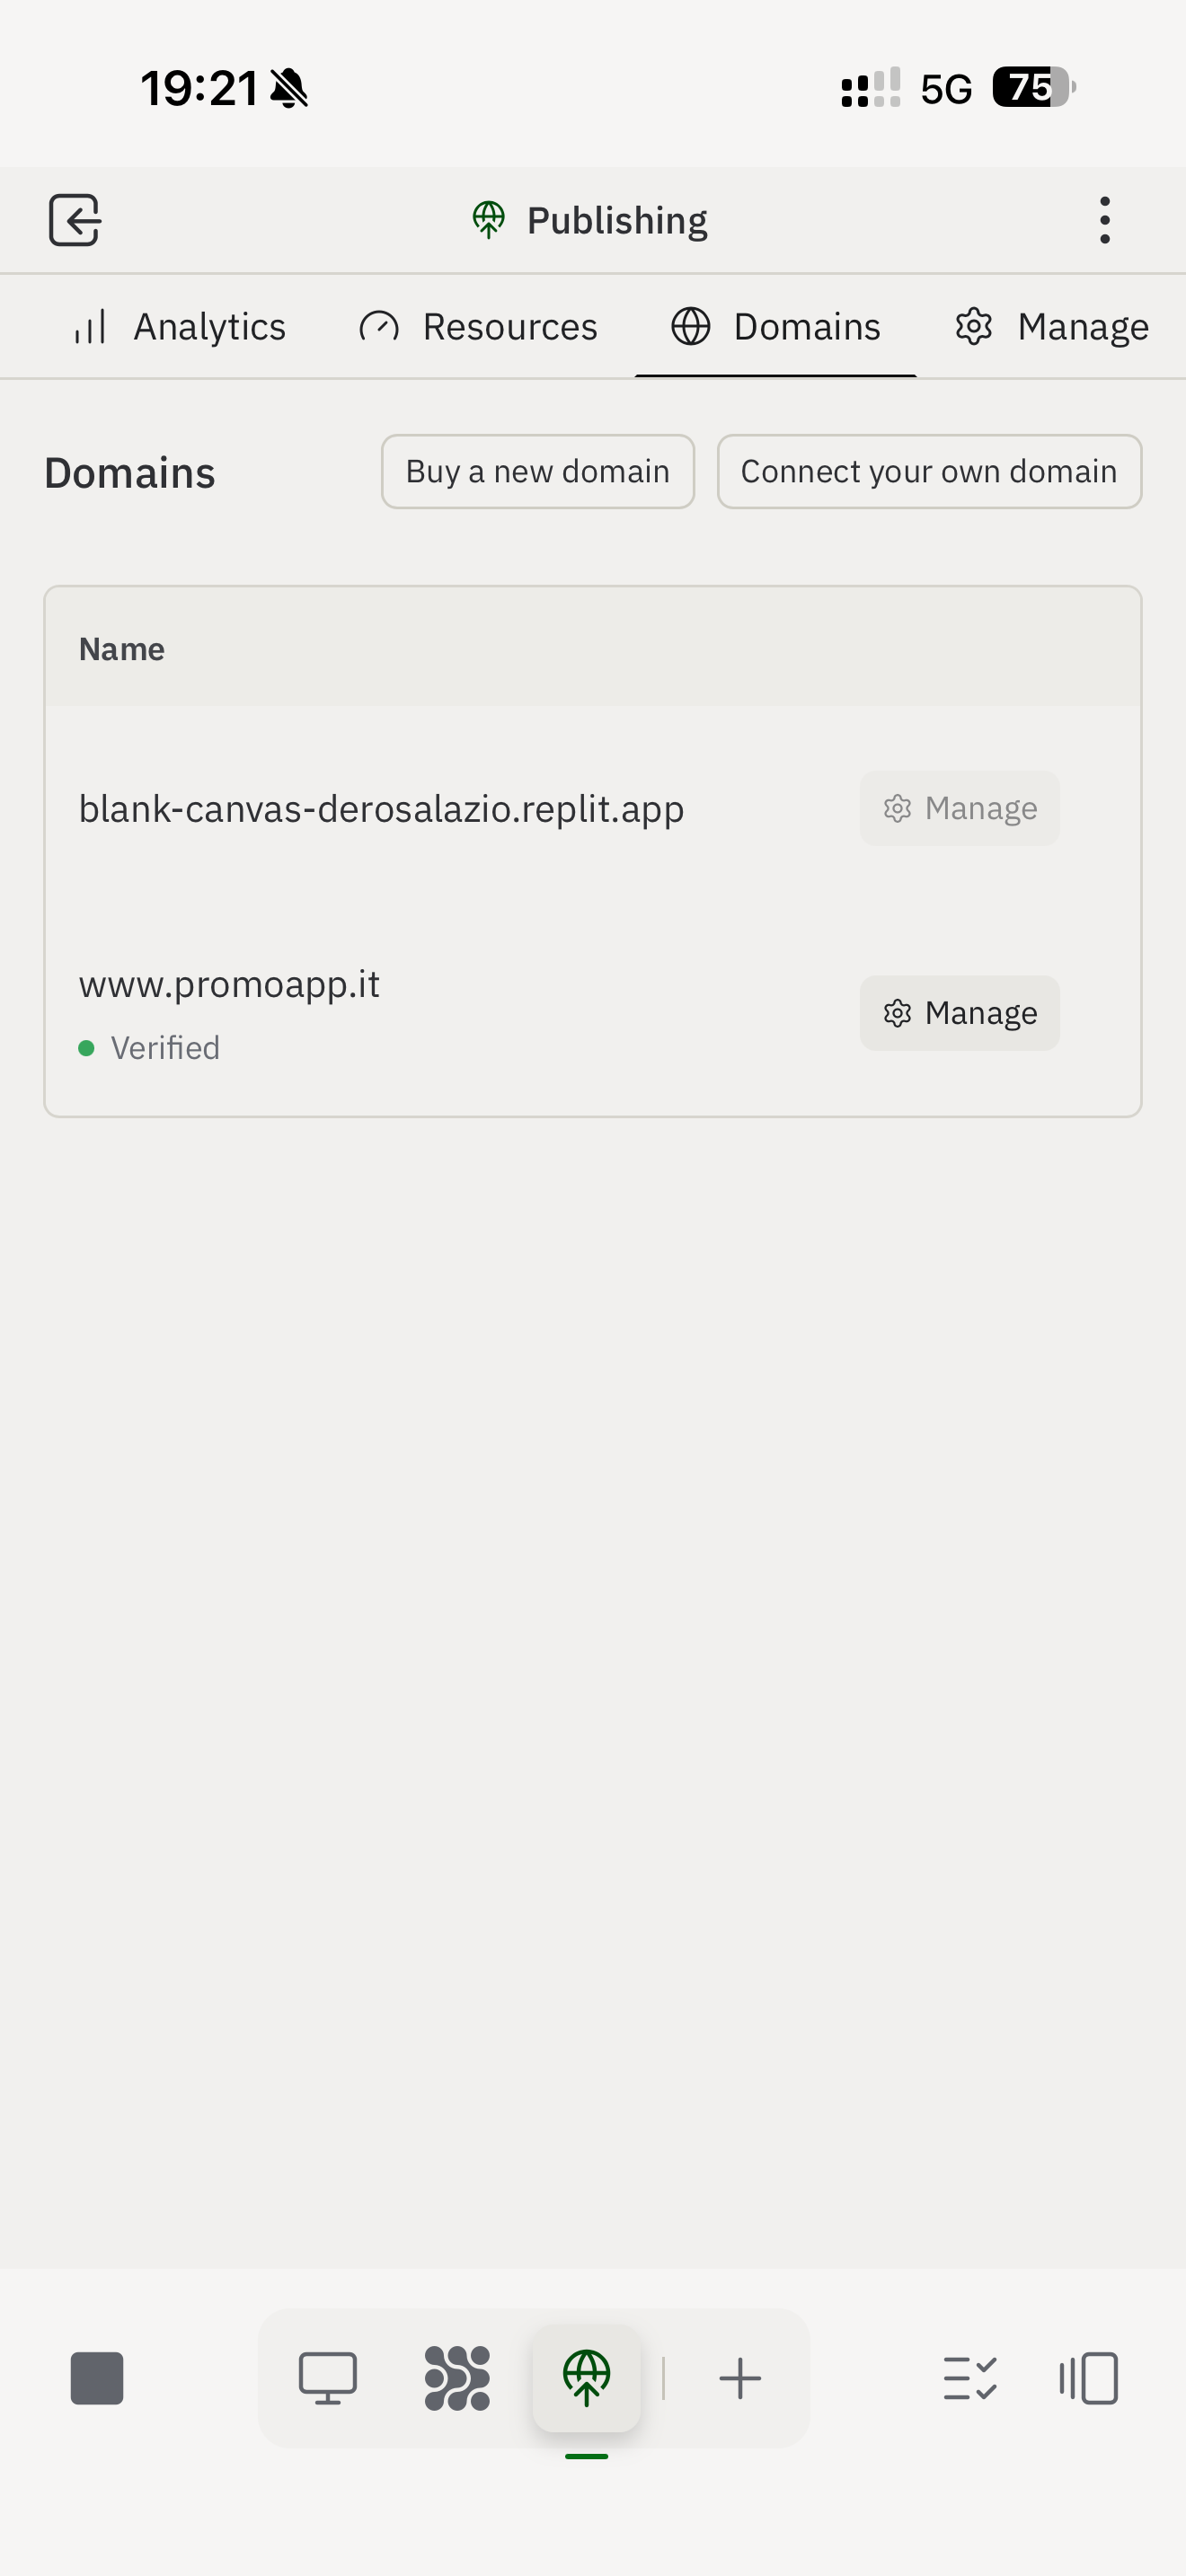 19:21 5G 75
Publishing
Analytics Resources Domains Manage
Domains Buy a new domain Connect your own domain
Name
blank-canvas-derosalazio.replit.app Manage
www.promoapp.it
Manage
Verified